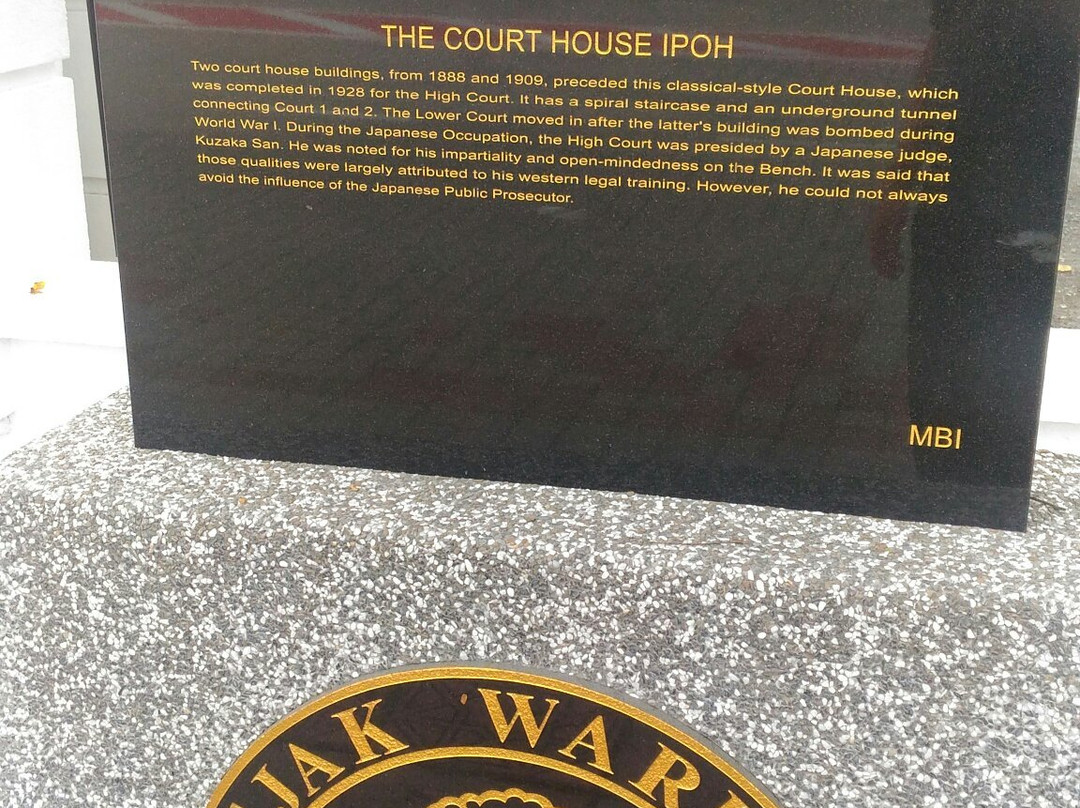 THE COURT HOUSE IPOH
Two court house buildings, from 1888 and 1909, preceded this classical-style Court House, which
was completed in 1928 for the High Court. It has a spiral staircase and an underground tunnel
connecting Court 1 and 2. The Lower Court moved in after the latter's building was bombed during
World War I. During the Japanese Occupation, the High Court was presided by a Japanese judge,
Kuzaka San. He was noted for his impartiality and open-mindedness on the Bench. It was said that
those qualities were largely attributed to his western legal training. However, he could not always
avoid the influence of the Japanese Public Prosecutor.
MBI